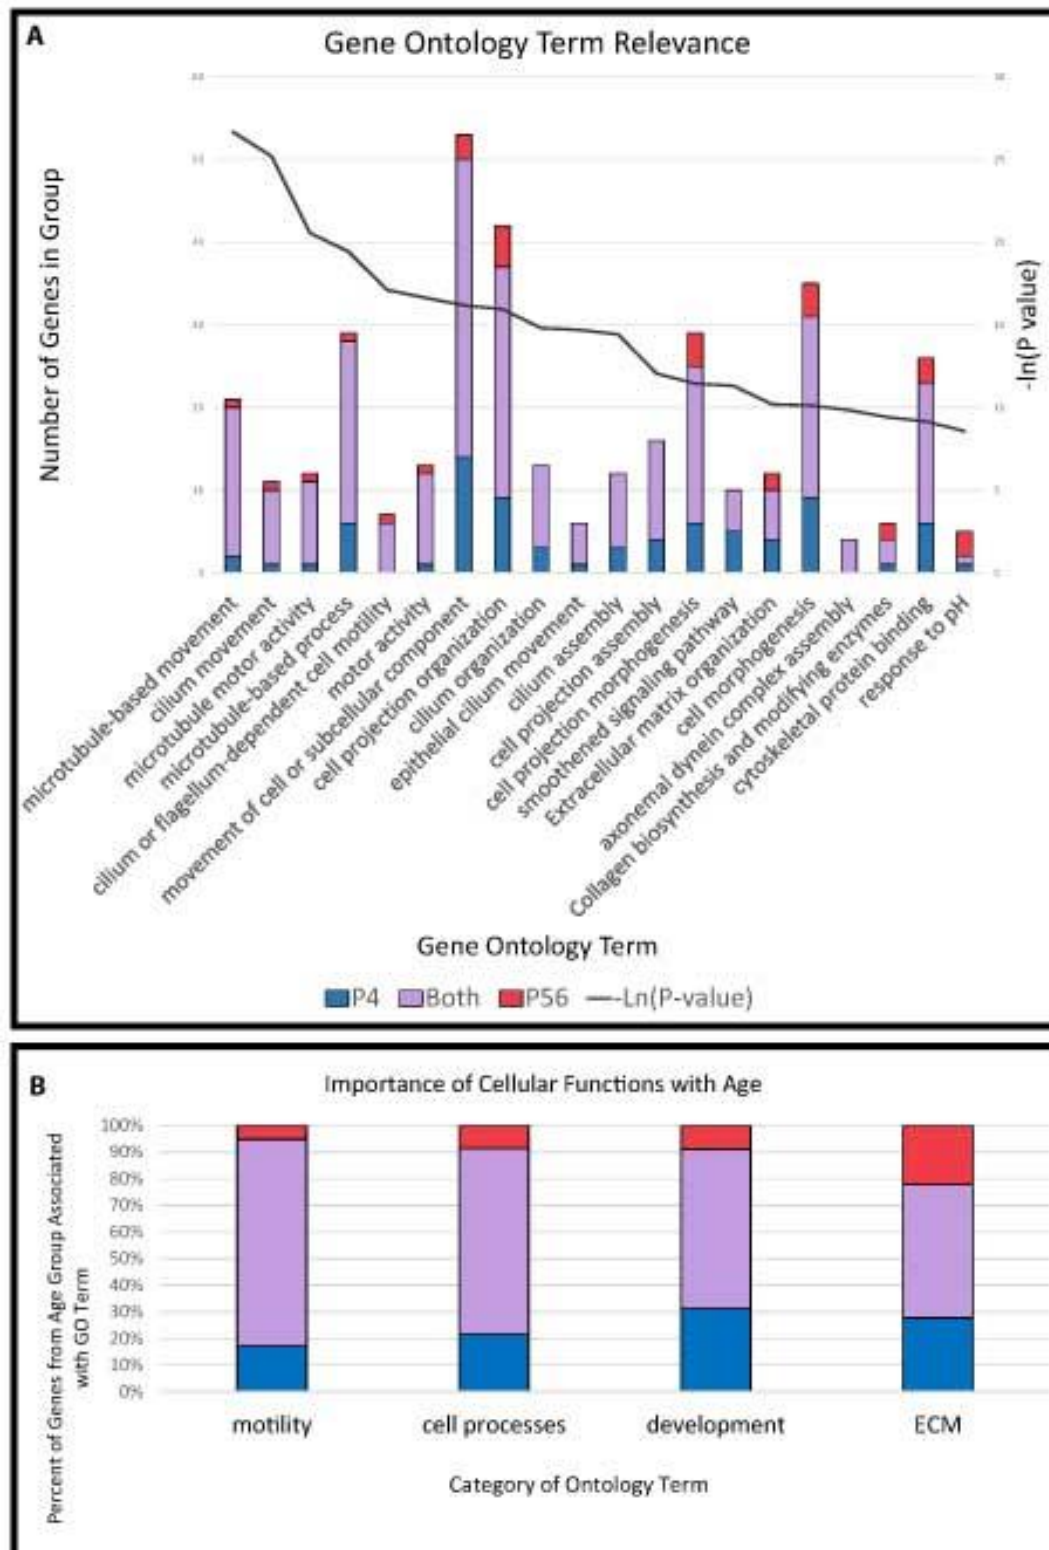 A
Gene Ontology Term Relevance
Number of Genes in Group
-ln(P value)
microtubule-based movement
cilium movement
microtubule motor activity
microtubule-based process
cilium or flagellum-dependent cell motility
motor activity
movement of cell or subcellular component
cell projection organization
cilium organization
epithelial cilium movement
cilium assembly
cell projection assembly
cell projection morphogenesis
smoothened signaling pathway
Extracellular matrix organization
cell morphogenesis
axonemal dynein complex assembly
Collagen biosynthesis and modifying enzymes
cytoskeletal protein binding
response to pH
Gene Ontology Term
P4 Both P56 -Ln(P-value)
B
Importance of Cellular Functions with Age
Percent of Genes from Age Group Associated
with GO Term
100%
90%
80%
70%
60%
50%
40%
30%
20%
10%
0%
motility cell processes development ECM
Category of Ontology Term